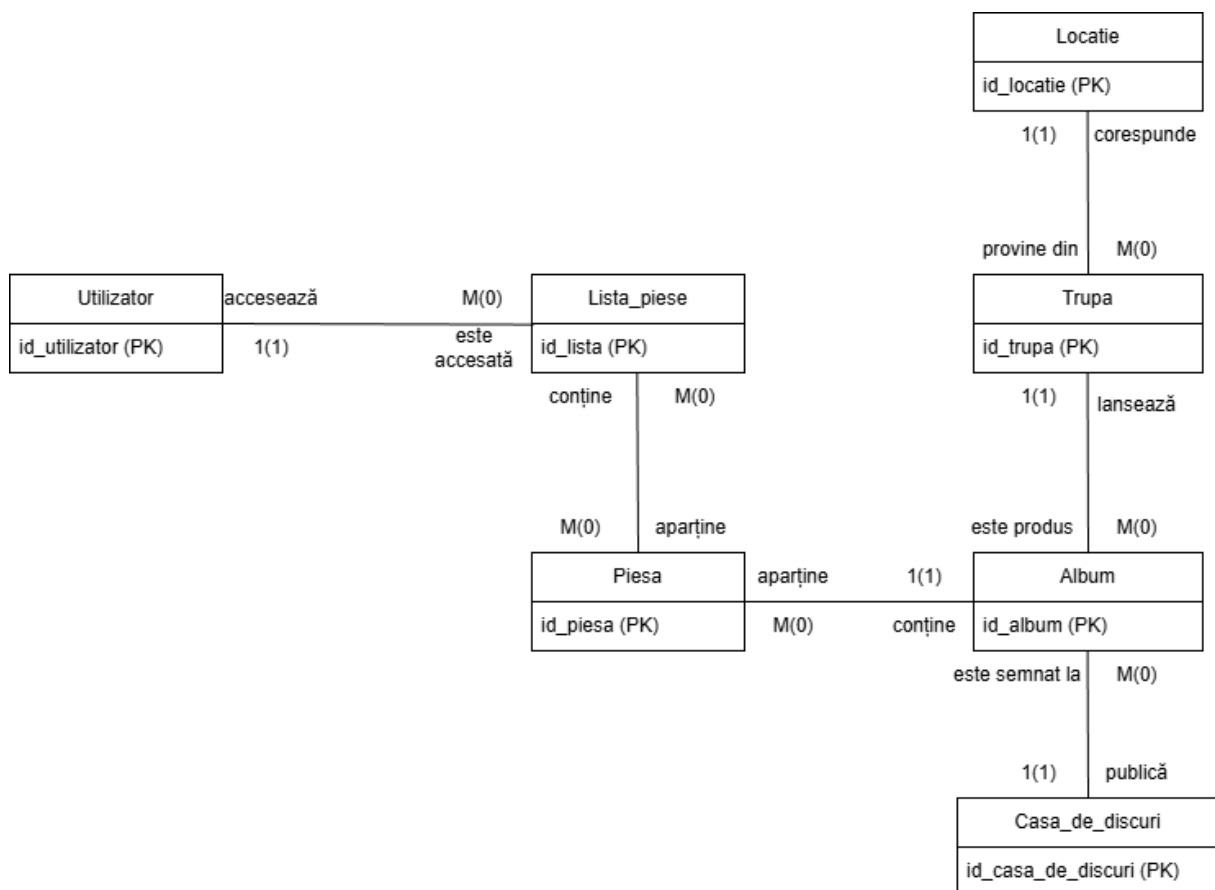 Locatie
id_locatie (PK)
1(1) corespunde
provine din M(0)
Utilizator
id_utilizator (PK)
accesează M(0)
1(1) este
accesată
Lista_piese
id_lista (PK)
Trupa
id_trupa (PK)
conține M(0)
1(1) lansează
M(0) aparține
este produs M(0)
Piesa
id_piesa (PK)
aparține 1(1)
M(0) conține
Album
id_album (PK)
este semnat la M(0)
1(1) publică
Casa_de_discuri
id_casa_de_discuri (PK)